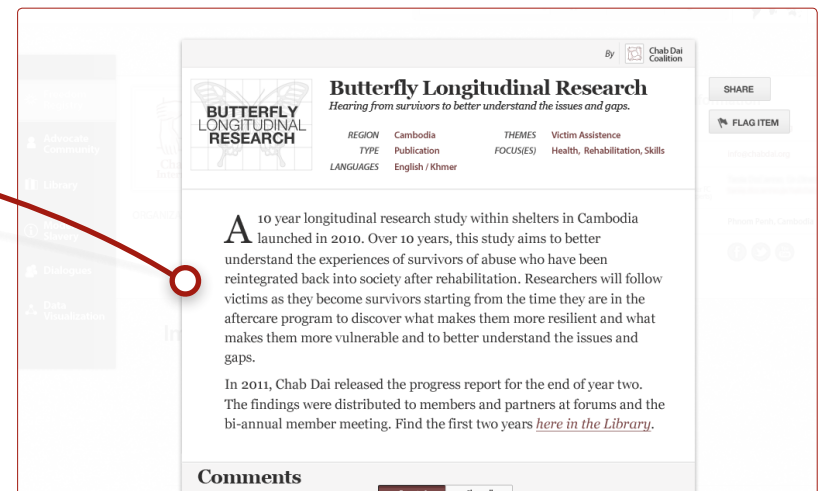 By Chab Dai
Coalition
BUTTERFLY
LONGITUDINAL
RESEARCH
Butterfly Longitudinal Research
Hearing from survivors to better understand the issues and gaps.
REGION Cambodia THEMES Victim Assistence
TYPE Publication FOCUS(ES) Health, Rehabilitation, Skills
LANGUAGES English / Khmer
SHARE
FLAG ITEM
Advocate
Community
Library
Slavery
Dialogues
Data
Visualization
A 10 year longitudinal research study within shelters in Cambodia
launched in 2010. Over 10 years, this study aims to better
understand the experiences of survivors of abuse who have been
reintegrated back into society after rehabilitation. Researchers will follow
victims as they become survivors starting from the time they are in the
aftercare program to discover what makes them more resilient and what
makes them more vulnerable and to better understand the issues and
gaps.
In 2011, Chab Dai released the progress report for the end of year two.
The findings were distributed to members and partners at forums and the
bi-annual member meeting. Find the first two years here in the Library.
Comments